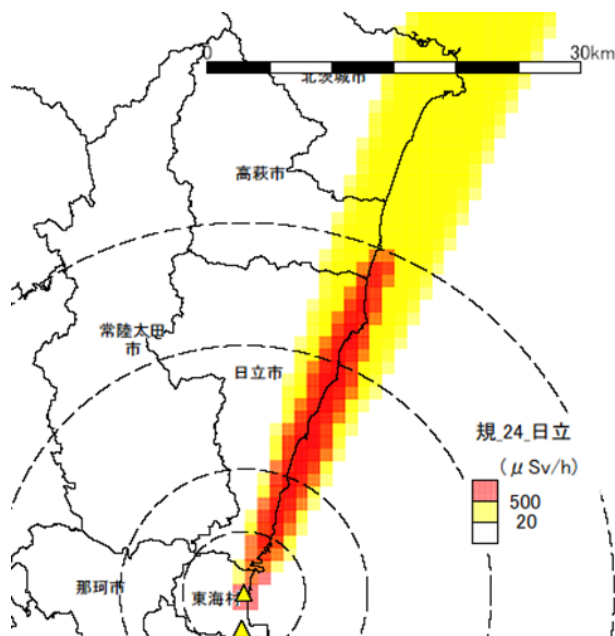 0
30km
北茨城市
高萩市
常陸太田
市
日立市
規_24_日立
(μSv/h)
500
20
那珂市
東海村